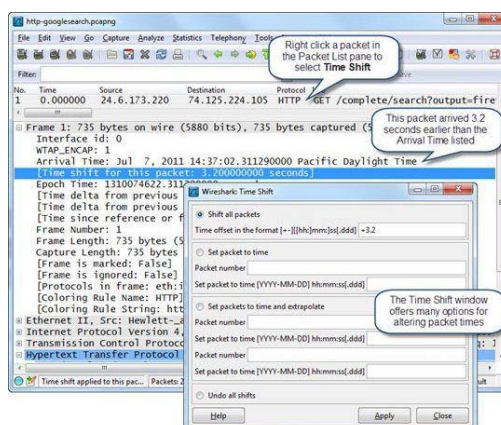 http-googlesearch.pcapng
File Edit View Go Capture Analyze Statistics Telephony Tools
Right click a packet in the Packet List pane to select Time Shift
Filter:
No. Time Source Destination Protocol
1 0.000000 24.6.173.220 74.125.224.105 HTTP GET /complete/search?output=fire
This packet arrived 3.2 seconds earlier than the Arrival Time listed
Frame 1: 735 bytes on wire (5880 bits), 735 bytes captured (5
Interface id: 0
WTAP_ENCAP: 1
Arrival Time: Jul 7, 2011 14:37:02.311290000 Pacific Daylight Time
[Time shift for this packet: 3.200000000 seconds]
Epoch Time: 1310074622.311
[Time delta from previous
[Time delta from previous
[Time since reference or f
Frame Number: 1
Frame Length: 735 bytes (5
Capture Length: 735 bytes
[Frame is marked: False]
[Frame is ignored: False]
[Protocols in frame: eth:i
[Coloring Rule Name: HTTP]
[Coloring Rule String: htt
Ethernet II, Src: Hewlett-_a
Internet Protocol Version 4,
Transmission Control Protoco
Hypertext Transfer Protocol
Time shift applied to this pac... Packets: 2
Wireshark: Time Shift
Shift all packets
Time offset in the format [+-][[hh:]mm:]ss[.ddd] +3.2
Set packet to time
Packet number
Set packet to time [YYYY-MM-DD] hh:mm:ss[.ddd]
Set packets to time and extrapolate
Packet number
Set packet to time [YYYY-MM-DD] hh:mm:ss[.ddd]
Packet number
Set packet to time [YYYY-MM-DD] hh:mm:ss[.ddd]
Undo all shifts
Help Apply Close
The Time Shift window offers many options for altering packet times